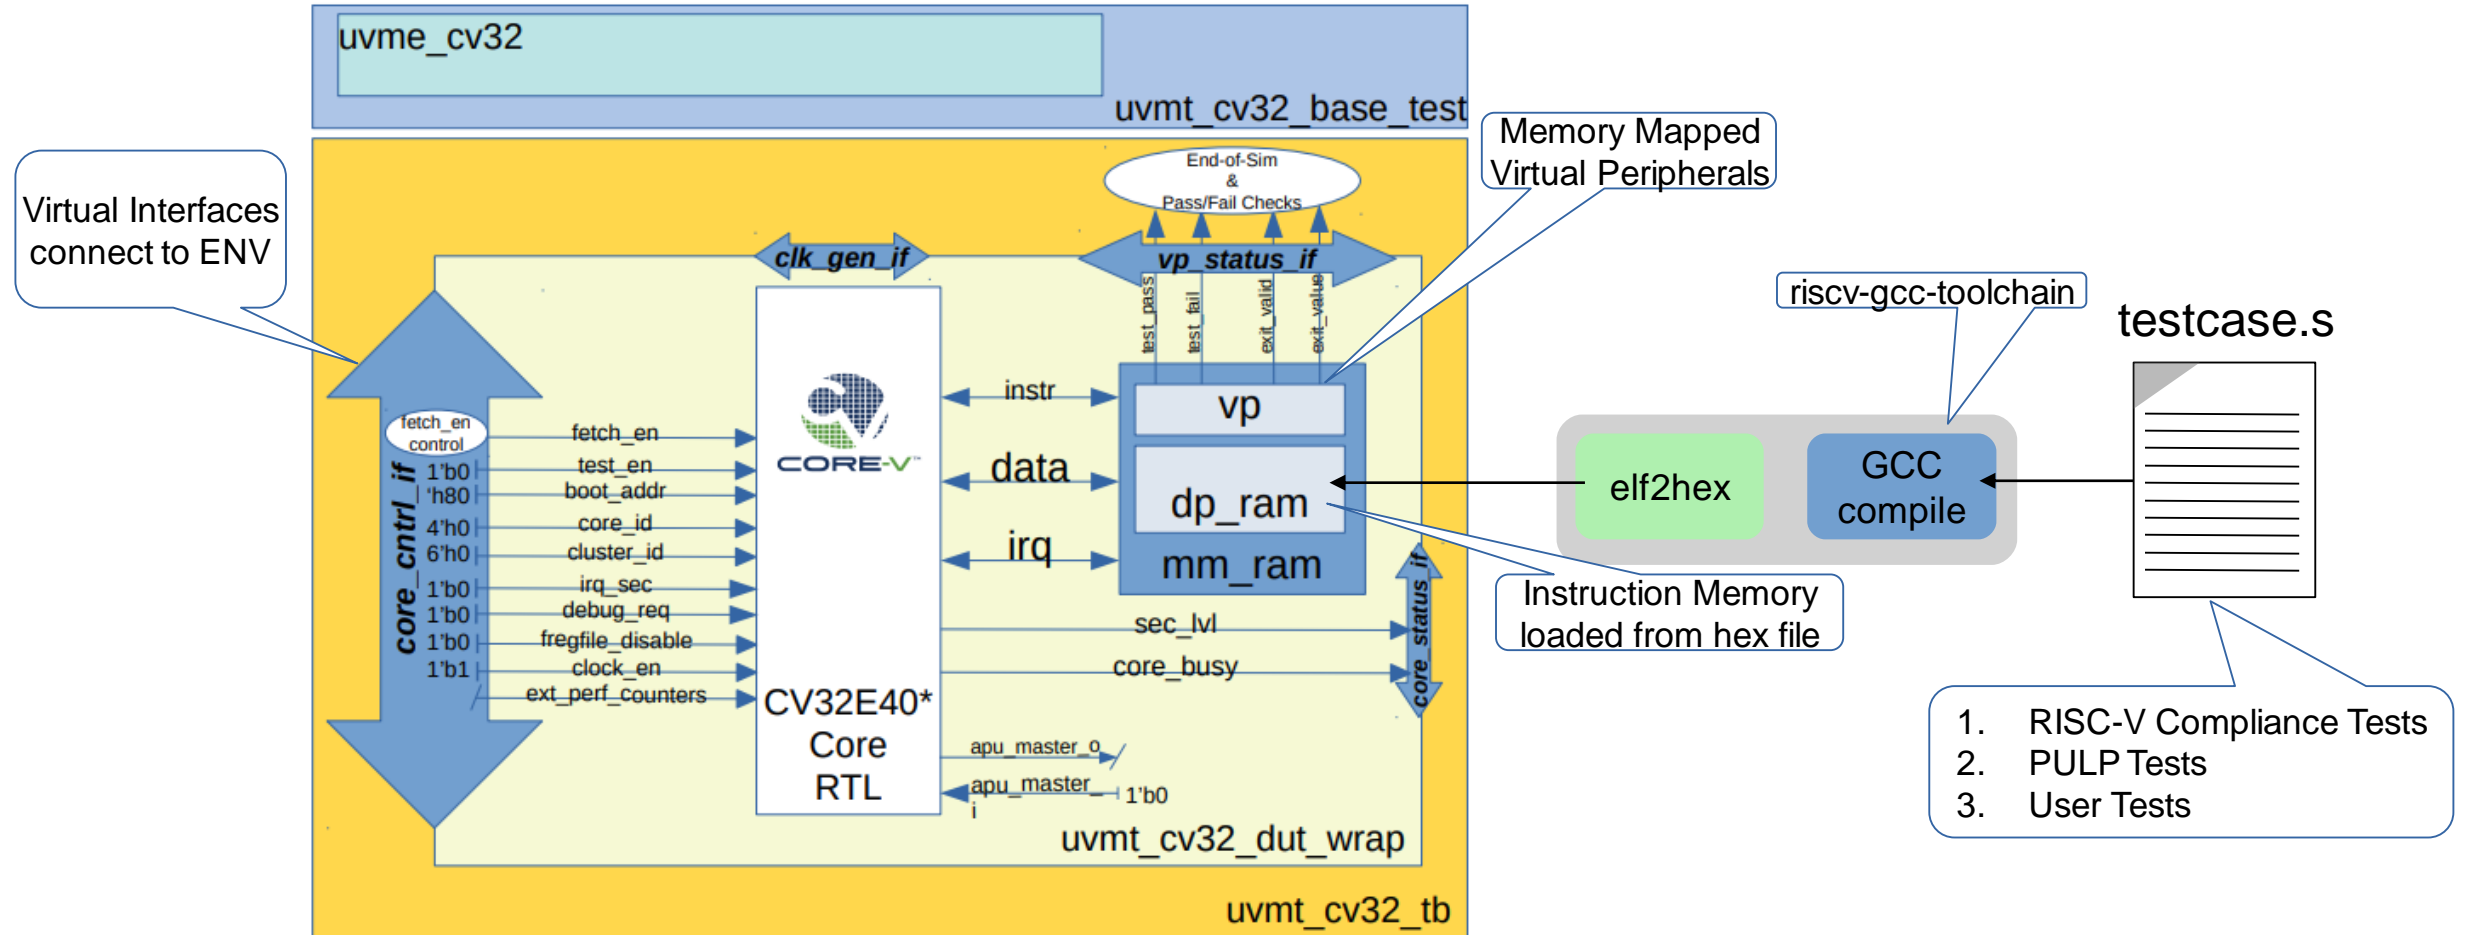 uvme_cv32
uvmt_cv32_base_test
Virtual Interfaces
connect to ENV
End-of-Sim
&
Pass/Fail Checks
Memory Mapped
Virtual Peripherals
clk_gen_if
vp_status_if
test_pass
test_fail
exit_valid
exit_value
riscv-gcc-toolchain
testcase.s
fetch_en
control
core_cntrl_if
1'b0
'h80
4'h0
6'h0
1'b0
1'b0
1'b0
1'b1
fetch_en
test_en
boot_addr
core_id
cluster_id
irq_sec
debug_req
fregfile_disable
clock_en
ext_perf_counters
CORE-V™
CV32E40*
Core
RTL
instr
data
irq
vp
dp_ram
mm_ram
elf2hex
GCC
compile
Instruction Memory
loaded from hex file
sec_lvl
core_busy
core_status_if
apu_master_o
apu_master_
i
1'b0
uvmt_cv32_dut_wrap
uvmt_cv32_tb
1. RISC-V Compliance Tests
2. PULP Tests
3. User Tests